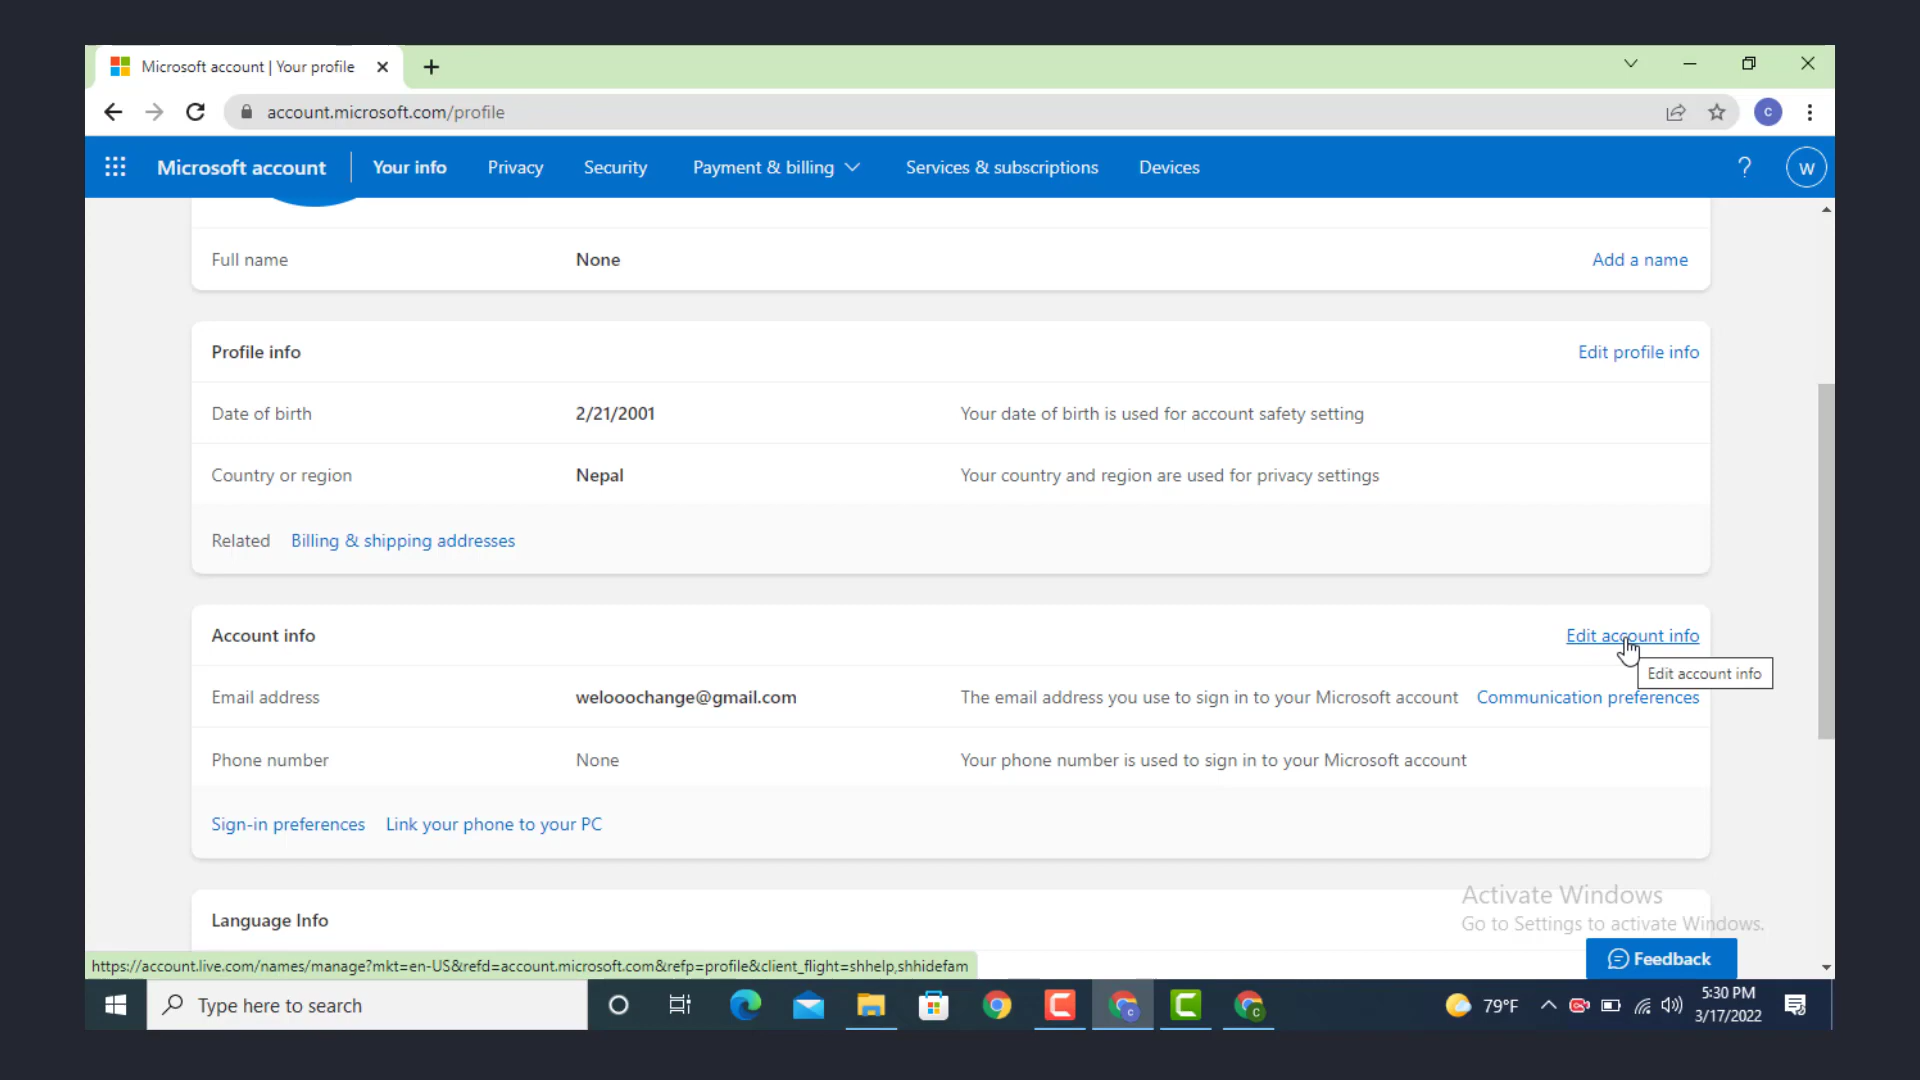 Microsoft account | Your profile
account.microsoft.com/profile
c
Microsoft account Your info Privacy Security Payment & billing Services & subscriptions Devices ? W
Full name None Add a name
Profile info Edit profile info
Date of birth 2/21/2001 Your date of birth is used for account safety setting
Country or region Nepal Your country and region are used for privacy settings
Related Billing & shipping addresses
Account info Edit account info
Edit account info
Email address welooochange@gmail.com The email address you use to sign in to your Microsoft account Communication preferences
Phone number None Your phone number is used to sign in to your Microsoft account
Sign-in preferences Link your phone to your PC
Activate Windows
Language Info Go to Settings to activate Windows.
Feedback
https://account.live.com/names/manage?mkt=en-US&refd=account.microsoft.com&refp=profile&client_flight=shhelp,shhidefam
Type here to search C c C c 79°F 5:30 PM
3/17/2022